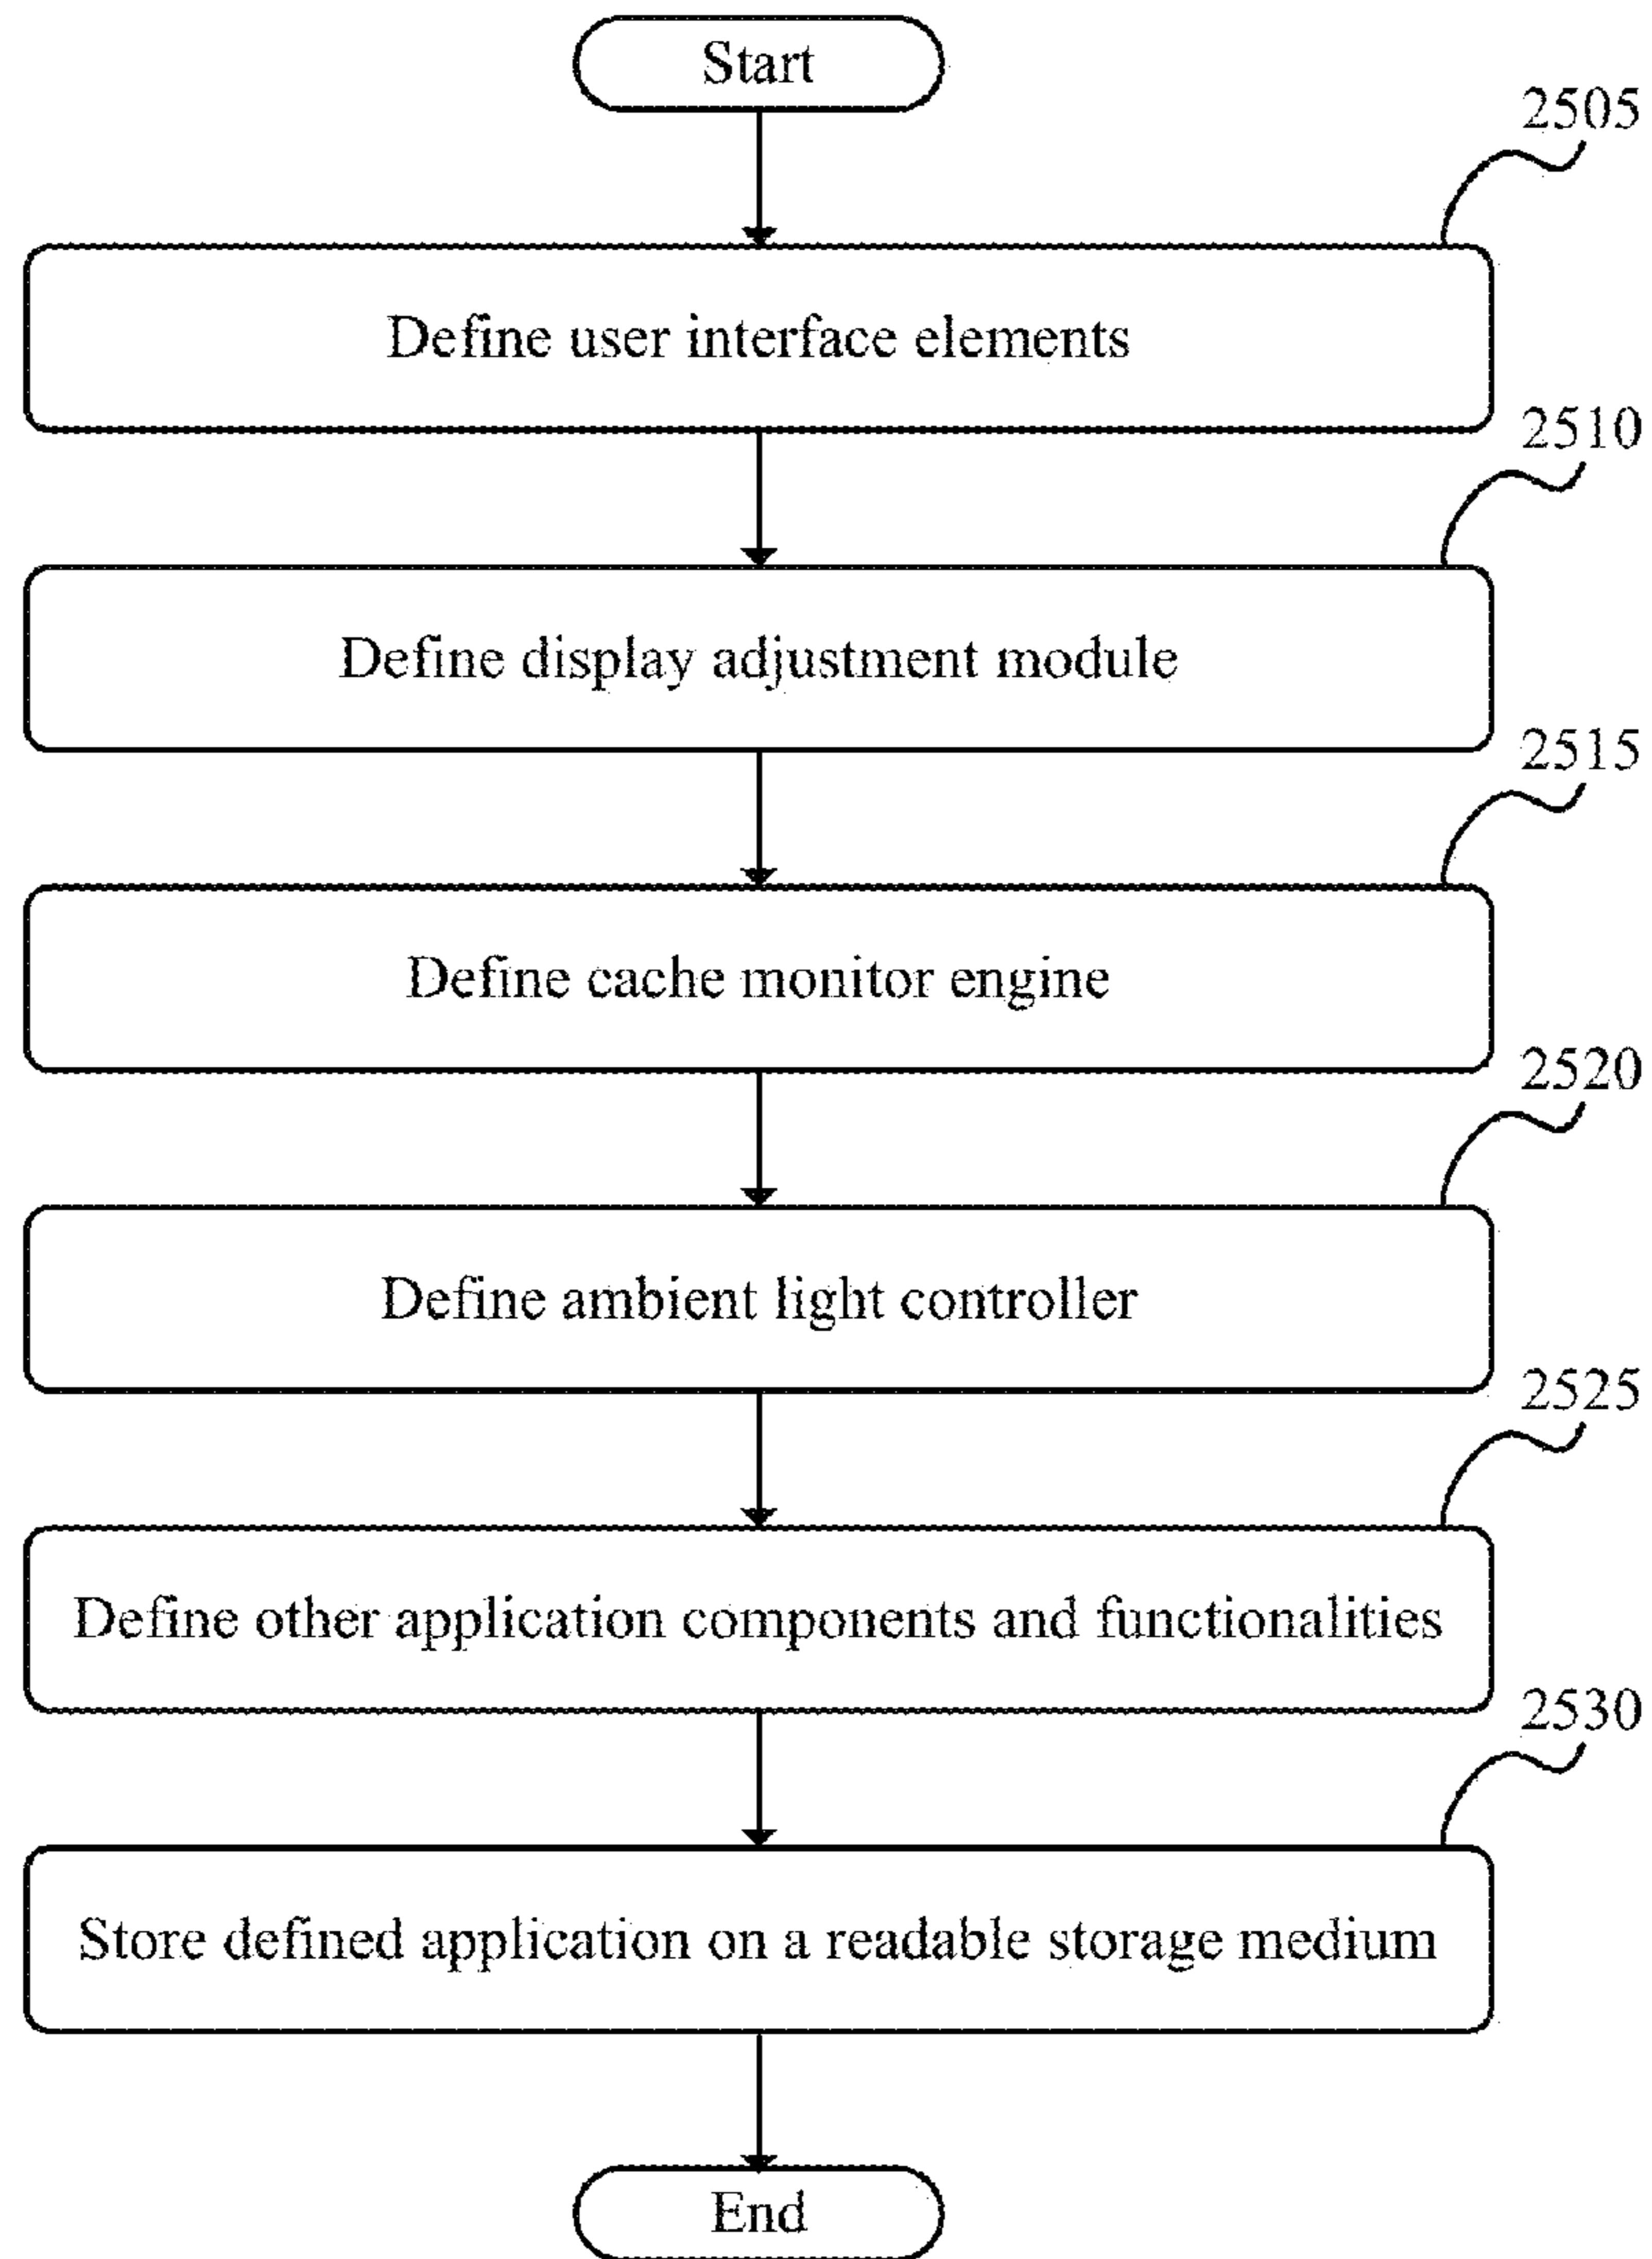 Start
2505
Define user interface elements
2510
Define display adjustment module
2515
Define cache monitor engine
2520
Define ambient light controller
2525
Define other application components and functionalities
2530
Store defined application on a readable storage medium
End